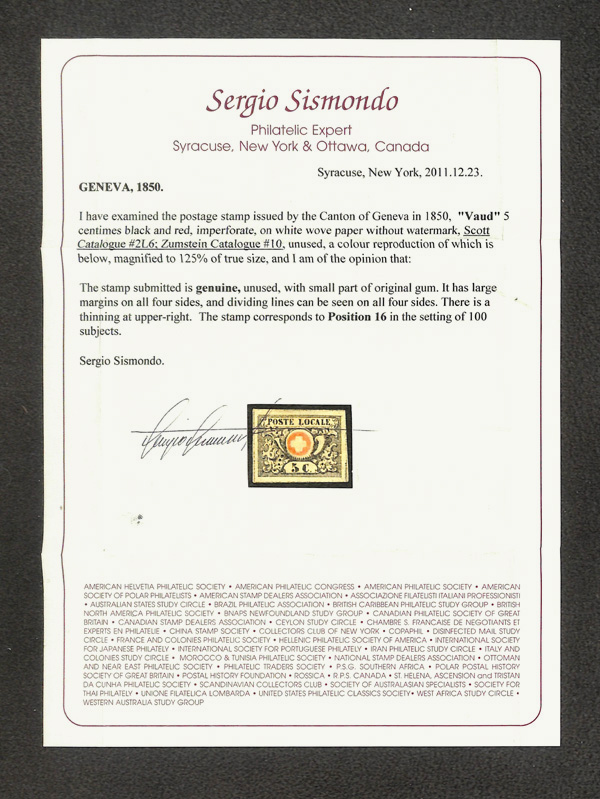 Sergio Sismondo
Philatelic Expert
Syracuse, New York & Ottawa, Canada
Syracuse, New York, 2011.12.23.
GENEVA, 1850.
I have examined the postage stamp issued by the Canton of Geneva in 1850, "Vaud" 5
centimes black and red, imperforate, on white wove paper without watermark, Scott
Catalogue #2L6; Zumstein Catalogue #10, unused, a colour reproduction of which is
below, magnified to 125% of true size, and I am of the opinion that:
The stamp submitted is genuine, unused, with small part of original gum. It has large
margins on all four sides, and dividing lines can be seen on all four sides. There is a
thinning at upper-right. The stamp corresponds to Position 16 in the setting of 100
subjects.
Sergio Sismondo.
POSTE LOCALE
5 C.
AMERICAN HELVETIA PHILATELIC SOCIETY • AMERICAN PHILATELIC CONGRESS • AMERICAN PHILATELIC SOCIETY • AMERICAN
SOCIETY OF POLAR PHILATELISTS • AMERICAN STAMP DEALERS ASSOCIATION • ASSOCIAZIONE FILATELISTI ITALIANI PROFESSIONISTI
• AUSTRALIAN STATES STUDY CIRCLE • BRAZIL PHILATELIC ASSOCIATION • BRITISH CARIBBEAN PHILATELIC STUDY GROUP • BRITISH
NORTH AMERICA PHILATELIC SOCIETY • BNAPS NEWFOUNDLAND STUDY GROUP • CANADIAN PHILATELIC SOCIETY OF GREAT
BRITAIN • CANADIAN STAMP DEALERS ASSOCIATION • CEYLON STUDY CIRCLE • CHAMBRE S. FRANCAISE DE NEGOTIANTS ET
EXPERTS EN PHILATELIE • CHINA STAMP SOCIETY • COLLECTORS CLUB OF NEW YORK • COPAPHIL • DISINFECTED MAIL STUDY
CIRCLE • FRANCE AND COLONIES PHILATELIC SOCIETY • HELLENIC PHILATELIC SOCIETY OF AMERICA • INTERNATIONAL SOCIETY
FOR JAPANESE PHILATELY • INTERNATIONAL SOCIETY FOR PORTUGUESE PHILATELY • IRAN PHILATELIC STUDY CIRCLE • ITALY AND
COLONIES STUDY CIRCLE • MOROCCO & TUNISIA PHILATELIC SOCIETY • NATIONAL STAMP DEALERS ASSOCIATION • OTTOMAN
AND NEAR EAST PHILATELIC SOCIETY • PHILATELIC TRADERS SOCIETY • P.S.G. SOUTHERN AFRICA • POLAR POSTAL HISTORY
SOCIETY OF GREAT BRITAIN • POSTAL HISTORY FOUNDATION • ROSSICA • R.P.S. CANADA • ST. HELENA, ASCENSION and TRISTAN
DA CUNHA PHILATELIC SOCIETY • SCANDINAVIAN COLLECTORS CLUB • SOCIETY OF AUSTRALASIAN SPECIALISTS • SOCIETY FOR
THAI PHILATELY • UNIONE FILATELICA LOMBARDA • UNITED STATES PHILATELIC CLASSICS SOCIETY• WEST AFRICA STUDY CIRCLE •
WESTERN AUSTRALIA STUDY GROUP